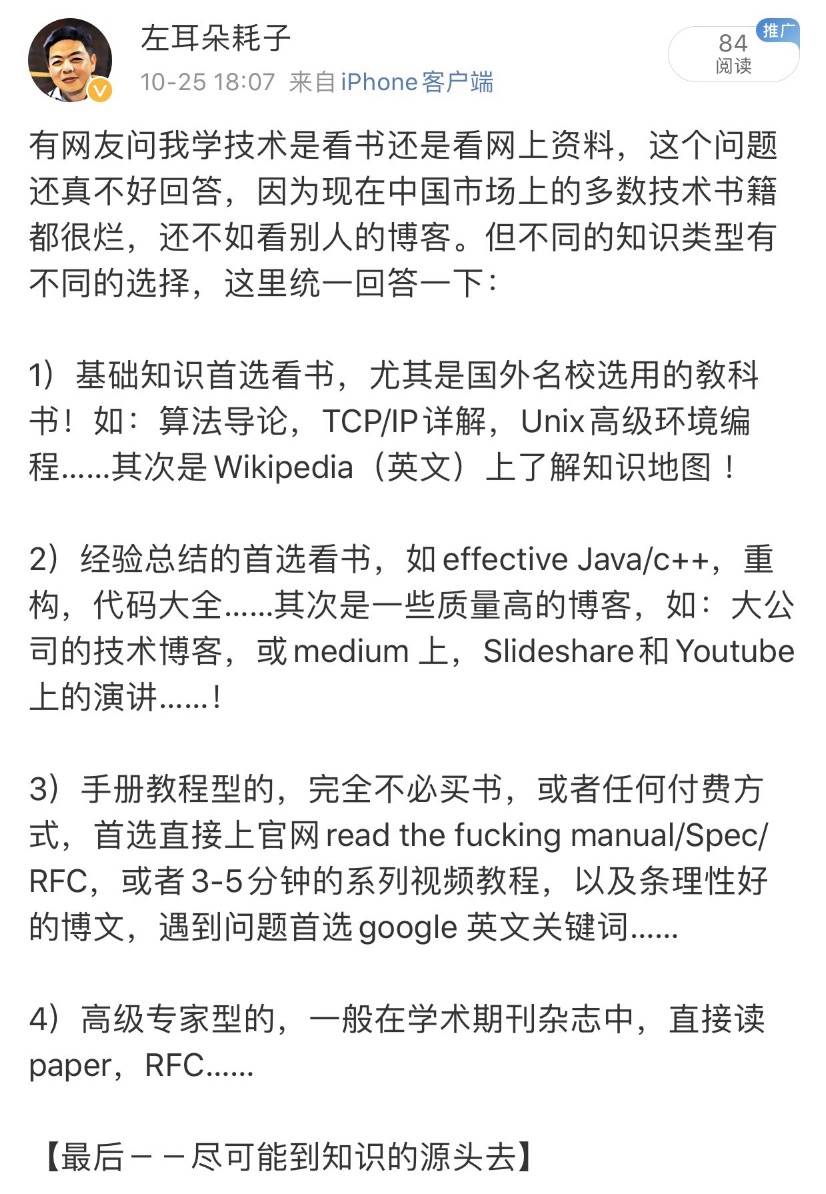 左耳朵耗子
10-25 18:07 来自 iPhone客户端
84
阅读
推广
有网友问我学技术是看书还是看网上资料，这个问题
还真不好回答，因为现在中国市场上的多数技术书籍
都很烂，还不如看别人的博客。但不同的知识类型有
不同的选择，这里统一回答一下：
1）基础知识首选看书，尤其是国外名校选用的教科
书！如：算法导论，TCP/IP详解，Unix高级环境编
程……其次是Wikipedia（英文）上了解知识地图 ！
2）经验总结的首选看书，如effective Java/c++，重
构，代码大全……其次是一些质量高的博客，如：大公
司的技术博客，或medium 上，Slideshare和Youtube
上的演讲……！
3）手册教程型的，完全不必买书，或者任何付费方
式，首选直接上官网read the fucking manual/Spec/
RFC，或者3-5分钟的系列视频教程，以及条理性好
的博文，遇到问题首选google 英文关键词……
4）高级专家型的，一般在学术期刊杂志中，直接读
paper，RFC……
【最后－－尽可能到知识的源头去】